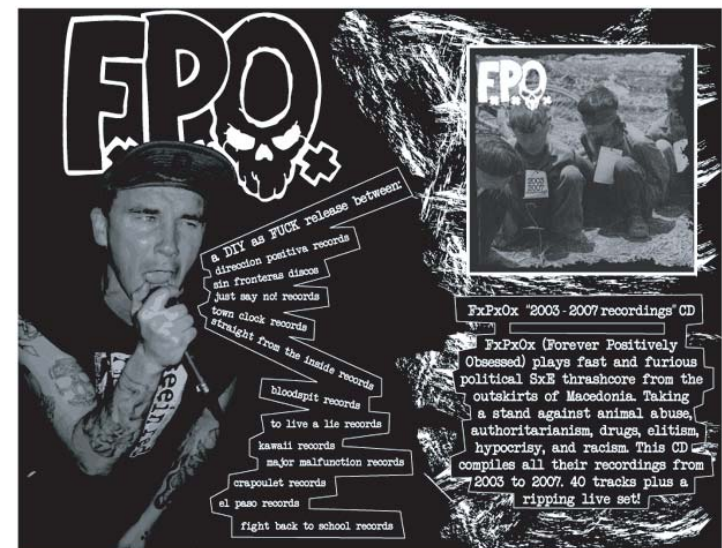 F.P.O.
a DIY as FUCK release between:
direccion positiva records
sin fronteras discos
just say no! records
town clock records
straight from the inside records
bloodspit records
to live a lie records
kawaii records
major malfunction records
crapoulet records
el paso records
fight back to school records
F.P.O.
2003
2007
FxPxOx "2003-2007 recordings" CD
FxPxOx (Forever Positively
Obsessed) plays fast and furious
political SxE thrashcore from the
outskirts of Macedonia. Taking
a stand against animal abuse,
authoritarianism, drugs, elitism,
hypocrisy, and racism. This CD
compiles all their recordings from
2003 to 2007. 40 tracks plus a
ripping live set!